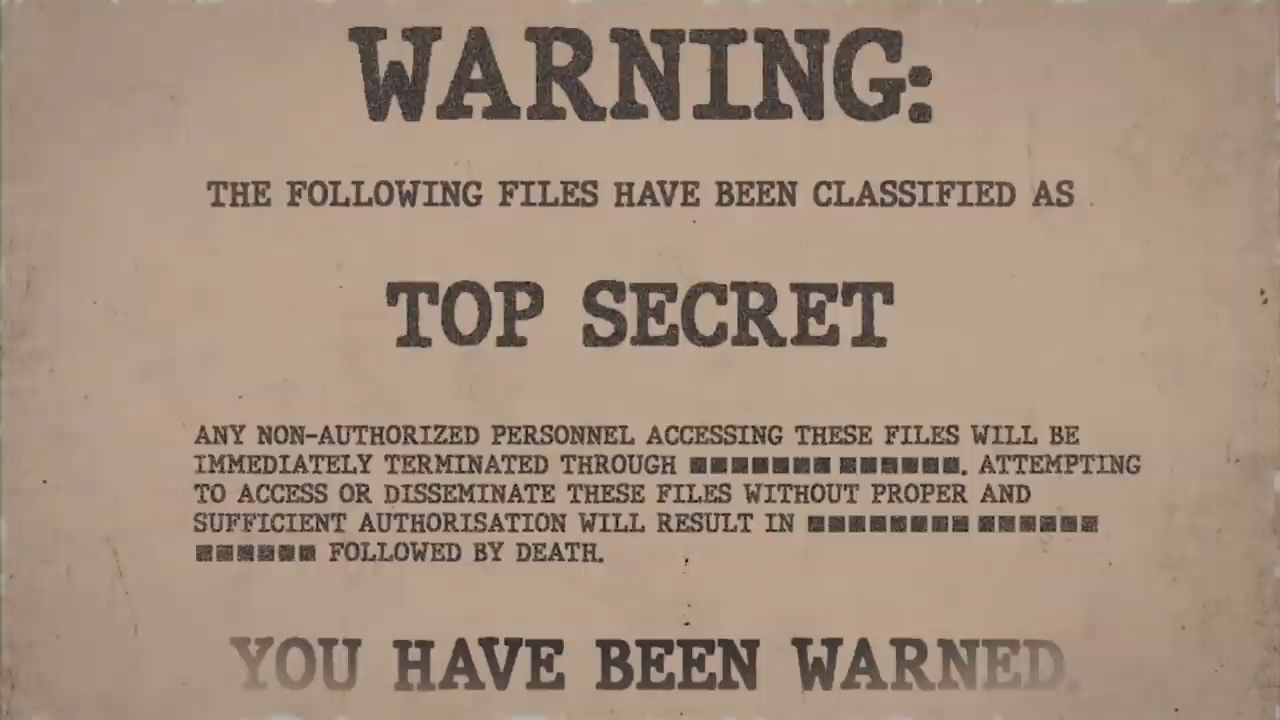 WARNING:
THE FOLLOWING FILES HAVE BEEN CLASSIFIED AS
TOP SECRET
ANY NON-AUTHORIZED PERSONNEL ACCESSING THESE FILES WILL BE
IMMEDIATELY TERMINATED THROUGH ■■■■■■■ ■■■■■■. ATTEMPTING
TO ACCESS OR DISSEMINATE THESE FILES WITHOUT PROPER AND
SUFFICIENT AUTHORISATION WILL RESULT IN ■■■■■■■■ ■■■■■■
■■■■■■ FOLLOWED BY DEATH.
YOU HAVE BEEN WARNED.